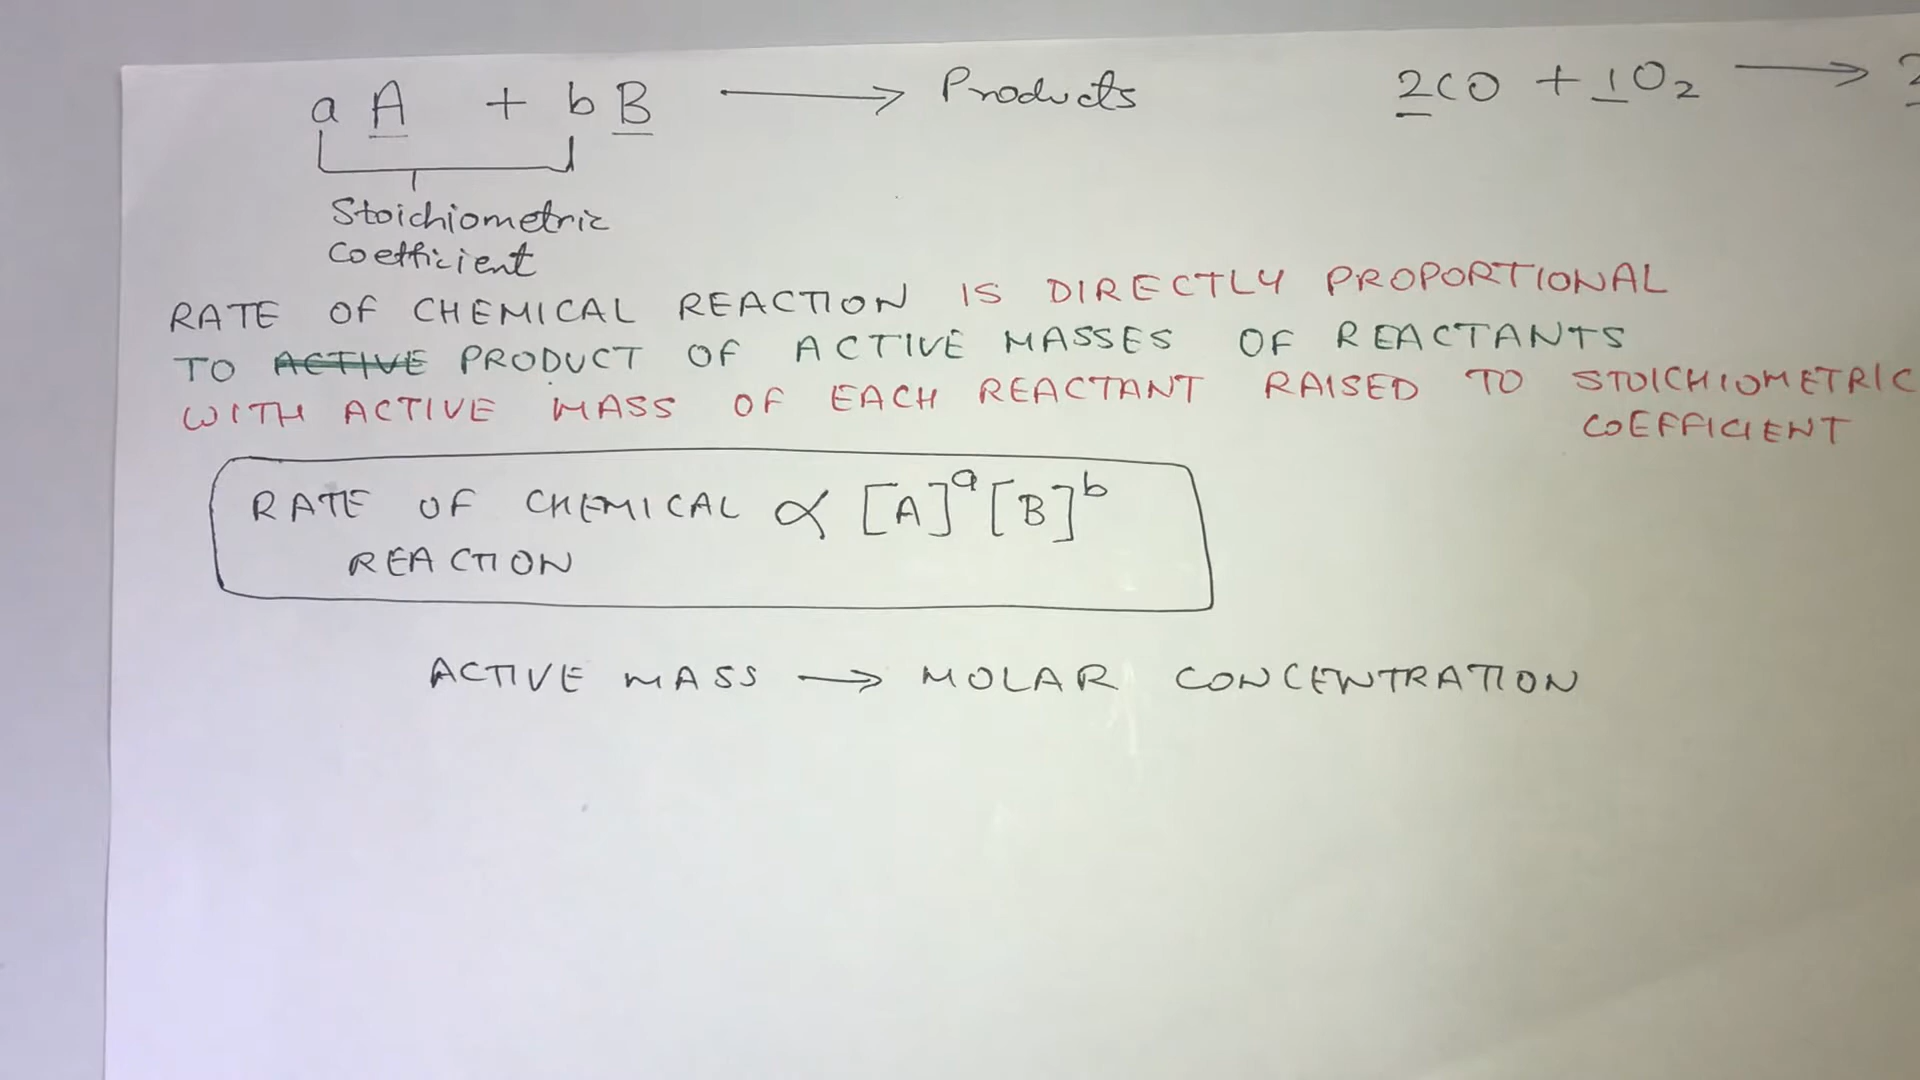 a A + b B ⟶ Products
2CO + 1O₂ ⟶ 2
Stoichiometric
Coefficient
RATE OF CHEMICAL REACTION IS DIRECTLY PROPORTIONAL
TO ACTIVE PRODUCT OF ACTIVE MASSES OF REACTANTS
WITH ACTIVE MASS OF EACH REACTANT RAISED TO STOICHIOMETRIC
COEFFICIENT
RATE OF CHEMICAL ∝ [A]ᵃ [B]ᵇ
REACTION
ACTIVE MASS → MOLAR CONCENTRATION